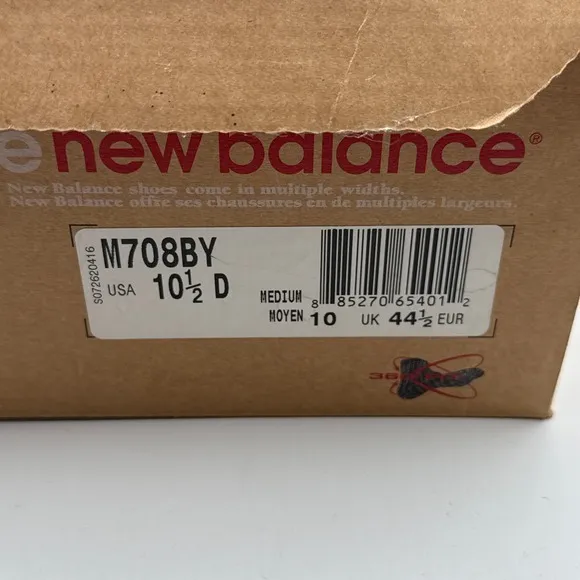 e new balance®
New Balance shoes come in multiple widths.
New Balance offre ses chaussures en de multiples largeurs.
S072620416
M708BY
USA 10½ D
MEDIUM
MOYEN
8 85270 65401 2
10 UK 44½ EUR